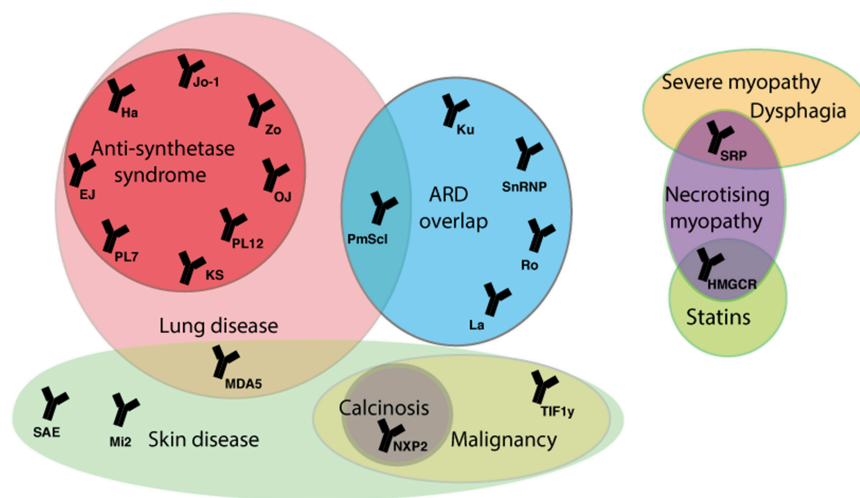 Jo-1
Ha
Zo
Anti-synthetase
syndrome
EJ
OJ
PL12
PL7
KS
Lung disease
Ku
SnRNP
ARD
overlap
PmScl
Ro
La
Severe myopathy
Dysphagia
SRP
Necrotising
myopathy
HMGCR
Statins
MDA5
SAE
Mi2
Skin disease
Calcinosis
NXP2
Malignancy
TIF1y